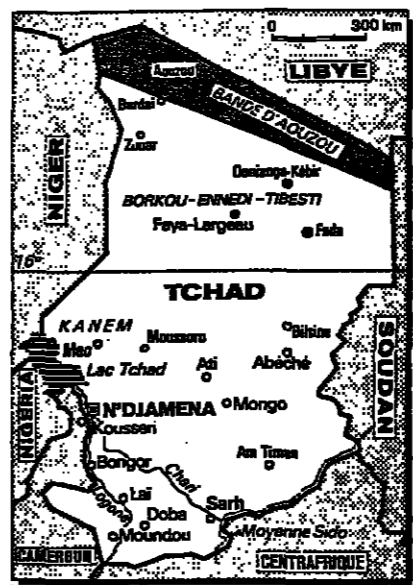 0 300 km
LIBYE
Aouzou
BANDE D'AOUZOU
Bardai
Zouar
NIGER
Ounianga-Kébir
BORKOU-ENNEDI-TIBESTI
Faya-Largeau
Fada
16°
TCHAD
KANEM
Mao
Moussoro
Biltine
SOUDAN
Lac Tchad
Ati
Abéché
NIGERIA
N'DJAMENA
Mongo
Kousseri
Am Timan
Bongor
Chari
Logone
Laï
Sarh
Doba
Moundou
Moyenne Sido
CAMEROUN
CENTRAFRIQUE